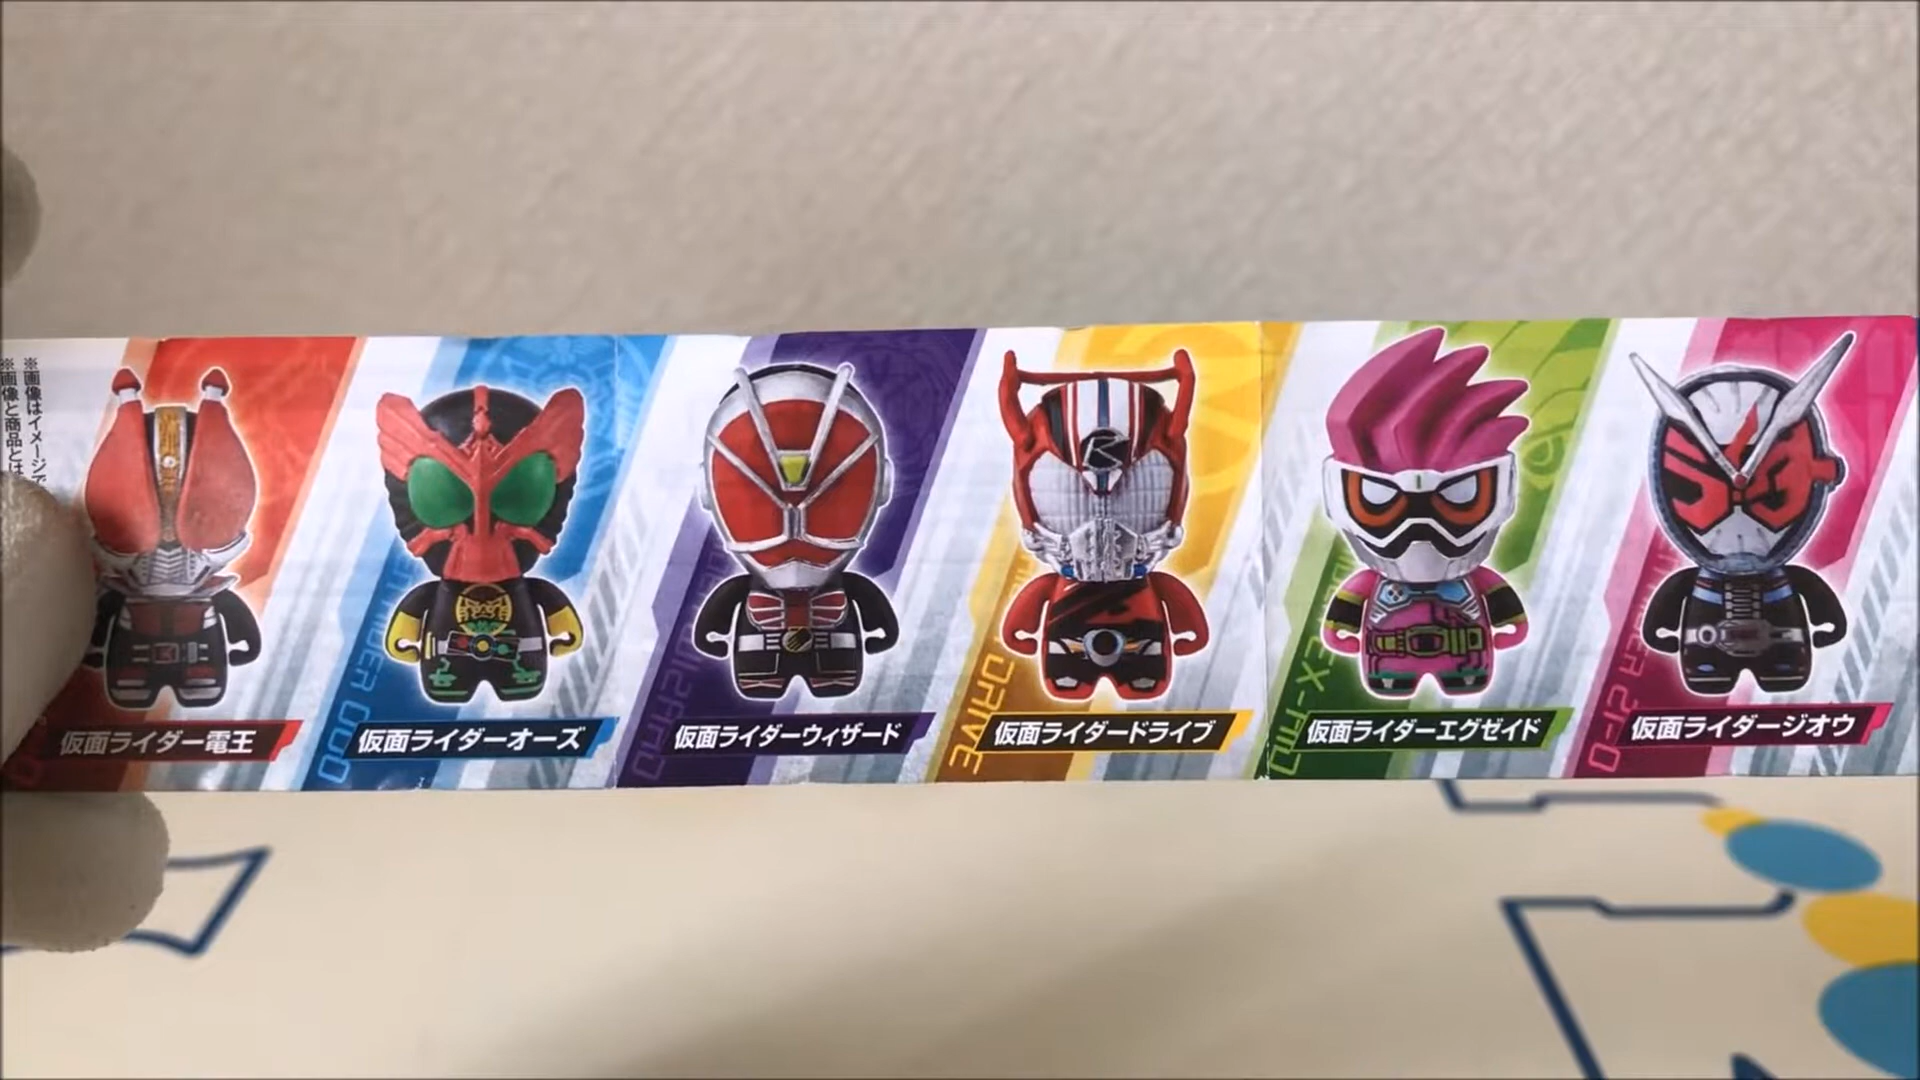 ※画像はイメージで
※画像と商品とは
仮面ライダー電王
仮面ライダーオーズ
仮面ライダーウィザード
仮面ライダードライブ
仮面ライダーエグゼイド
仮面ライダージオウ
DRIVE
EX-AID
ZI-O